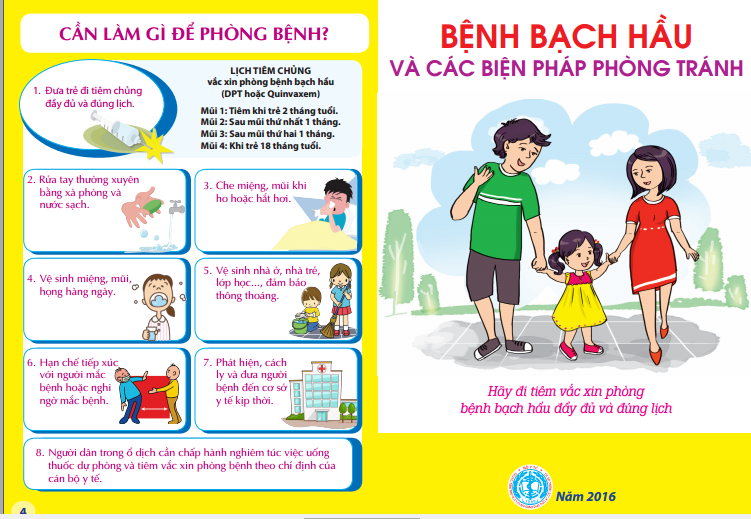 CẦN LÀM GÌ ĐỂ PHÒNG BỆNH?
1. Đưa trẻ đi tiêm chủng
đầy đủ và đúng lịch.
LỊCH TIÊM CHỦNG
vắc xin phòng bệnh bạch hầu
(DPT hoặc Quinvaxem)
Mũi 1: Tiêm khi trẻ 2 tháng tuổi.
Mũi 2: Sau mũi thứ nhất 1 tháng.
Mũi 3: Sau mũi thứ hai 1 tháng.
Mũi 4: Khi trẻ 18 tháng tuổi.
2. Rửa tay thường xuyên
bằng xà phòng và
nước sạch.
3. Che miệng, mũi khi
ho hoặc hắt hơi.
4. Vệ sinh miệng, mũi,
họng hàng ngày.
5. Vệ sinh nhà ở, nhà trẻ,
lớp học..., đảm bảo
thông thoáng.
6. Hạn chế tiếp xúc
với người mắc
bệnh hoặc nghi
ngờ mắc bệnh.
7. Phát hiện, cách
ly và đưa người
bệnh đến cơ sở
y tế kịp thời.
8. Người dân trong ổ dịch cần chấp hành nghiêm túc việc uống
thuốc dự phòng và tiêm vắc xin phòng bệnh theo chỉ định của
cán bộ y tế.
4
BỆNH BẠCH HẦU
VÀ CÁC BIỆN PHÁP PHÒNG TRÁNH
Hãy đi tiêm vắc xin phòng
bệnh bạch hầu đầy đủ và đúng lịch
Năm 2016